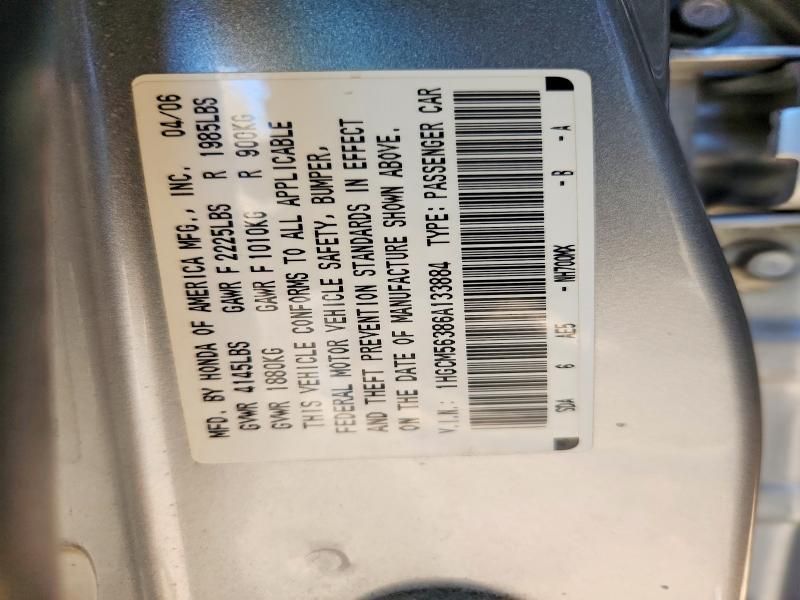 MFD. BY HONDA OF AMERICA MFG., INC. 04/06
GVWR 4145LBS GAWR F 2225LBS R 1985LBS
GVWR 1880KG GAWR F 1010KG R 900KG
THIS VEHICLE CONFORMS TO ALL APPLICABLE
FEDERAL MOTOR VEHICLE SAFETY, BUMPER,
AND THEFT PREVENTION STANDARDS IN EFFECT
ON THE DATE OF MANUFACTURE SHOWN ABOVE.
V.I.N.: 1HGCM56386A133884 TYPE: PASSENGER CAR
SDA 6 AE5 -NH700MX -B -A